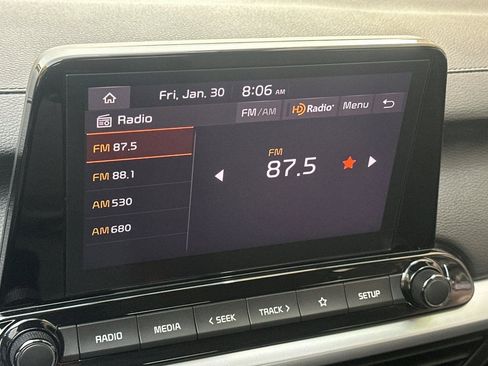 Fri, Jan. 30 8:06 AM
Radio FM/AM HD Radio Menu
FM 87.5
FM 88.1
AM 530
AM 680
FM
87.5
RADIO MEDIA < SEEK TRACK > SETUP